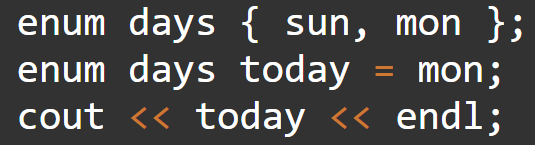 enum days { sun, mon };
enum days today = mon;
cout << today << endl;